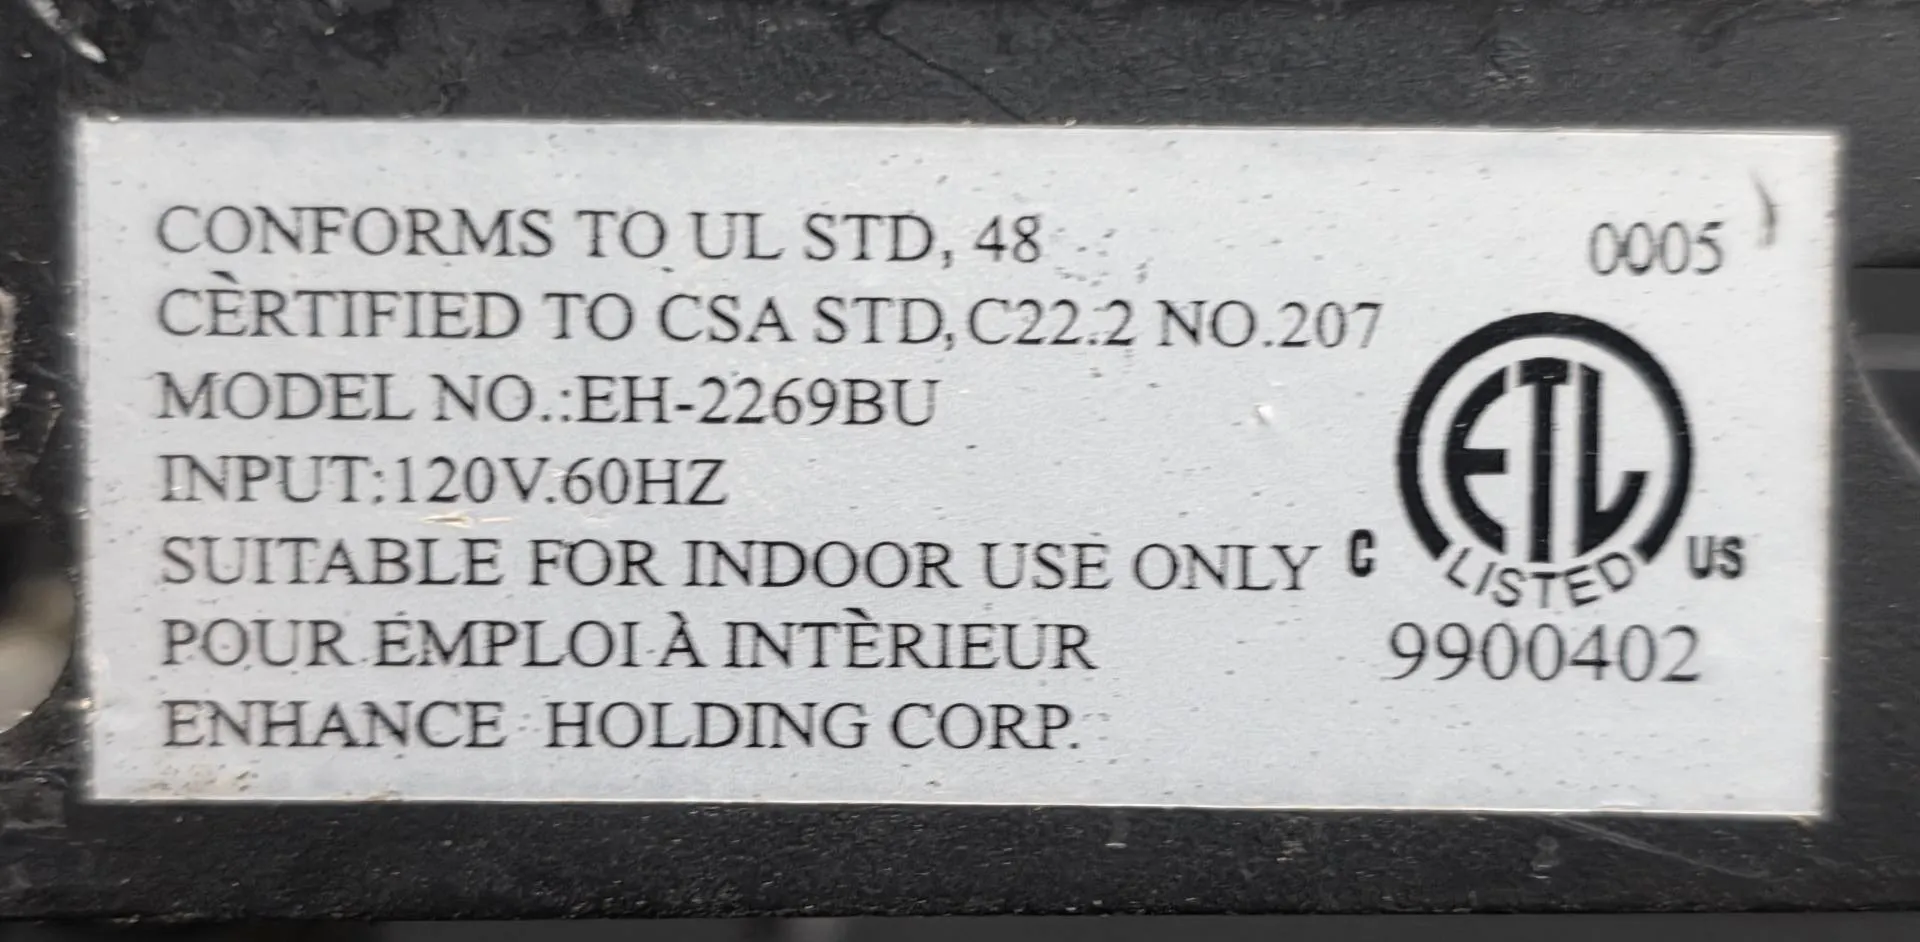 CONFORMS TO UL STD, 48
0005
CERTIFIED TO CSA STD, C22.2 NO.207
MODEL NO.:EH-2269BU
INPUT:120V.60HZ
SUITABLE FOR INDOOR USE ONLY
POUR EMPLOI À INTÈRIEUR
ENHANCE HOLDING CORP.
ETL
C LISTED US
9900402